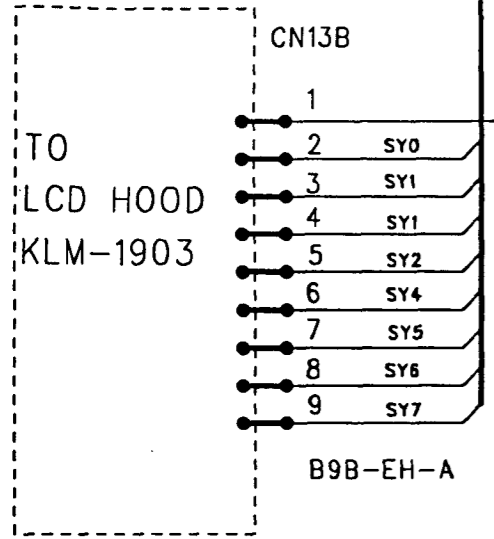 CN13B
TO
LCD HOOD
KLM-1903
1
2 SY0
3 SY1
4 SY1
5 SY2
6 SY4
7 SY5
8 SY6
9 SY7
B9B-EH-A